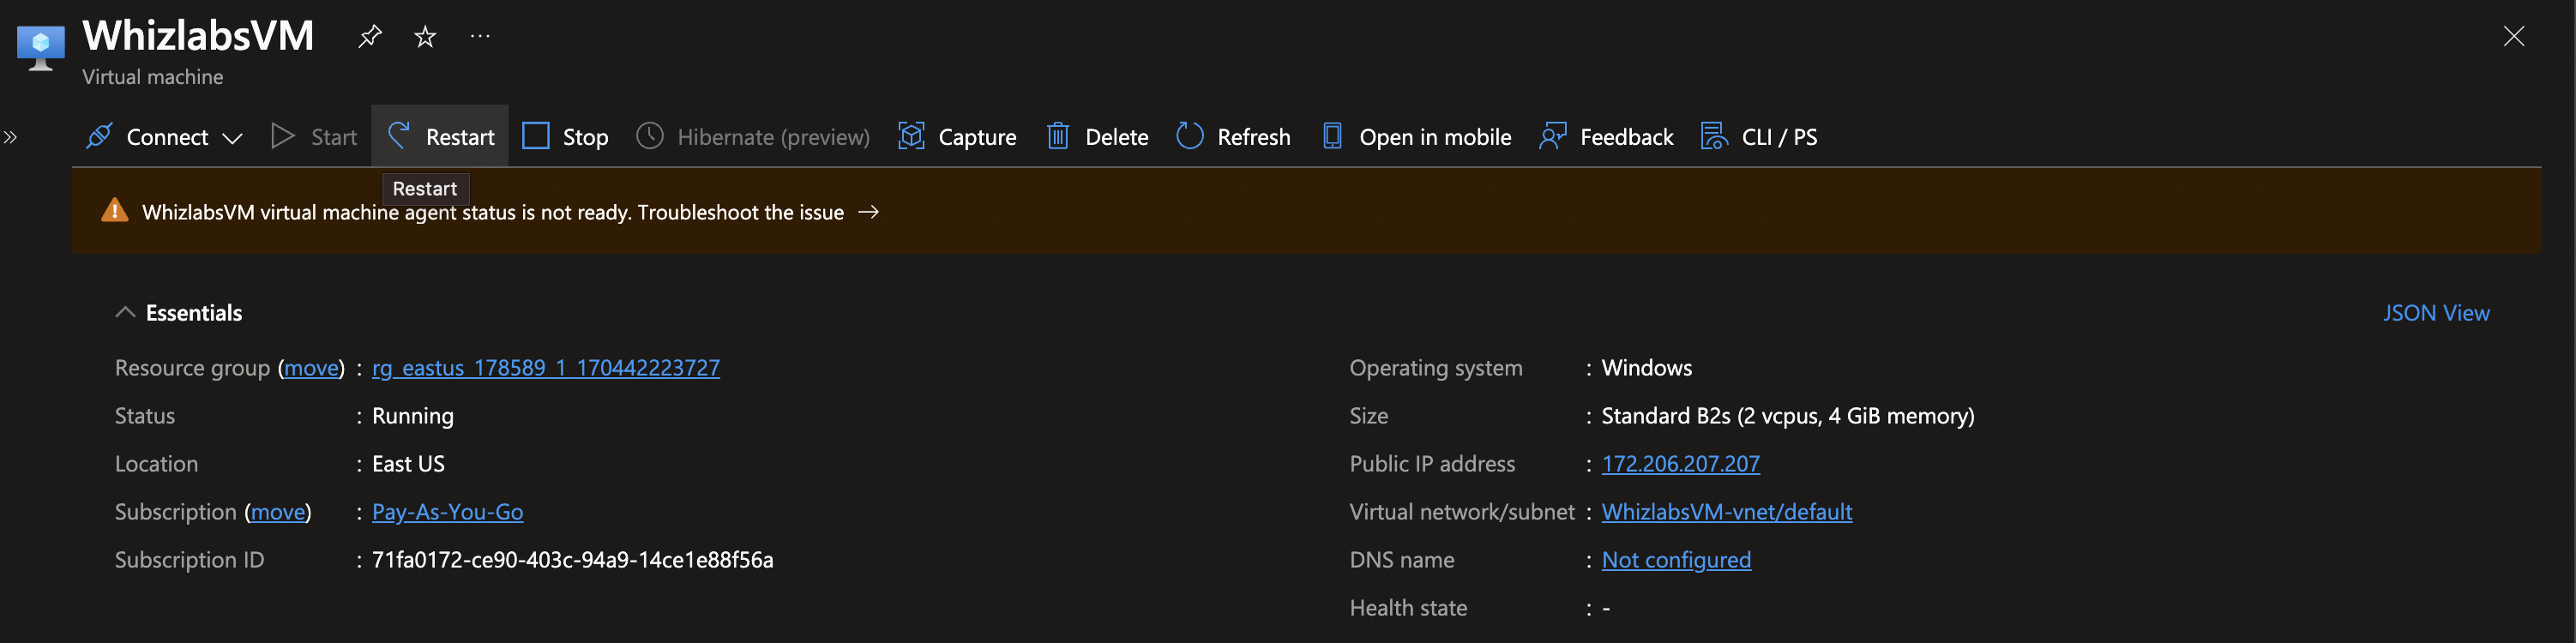 WhizlabsVM
Virtual machine
Connect Start Restart Stop Hibernate (preview) Capture Delete Refresh Open in mobile Feedback CLI / PS
Restart
WhizlabsVM virtual machine agent status is not ready. Troubleshoot the issue →
Essentials
JSON View
Resource group (move) : rg_eastus_178589_1_170442223727
Status : Running
Location : East US
Subscription (move) : Pay-As-You-Go
Subscription ID : 71fa0172-ce90-403c-94a9-14ce1e88f56a
Operating system : Windows
Size : Standard B2s (2 vcpus, 4 GiB memory)
Public IP address : 172.206.207.207
Virtual network/subnet : WhizlabsVM-vnet/default
DNS name : Not configured
Health state : -